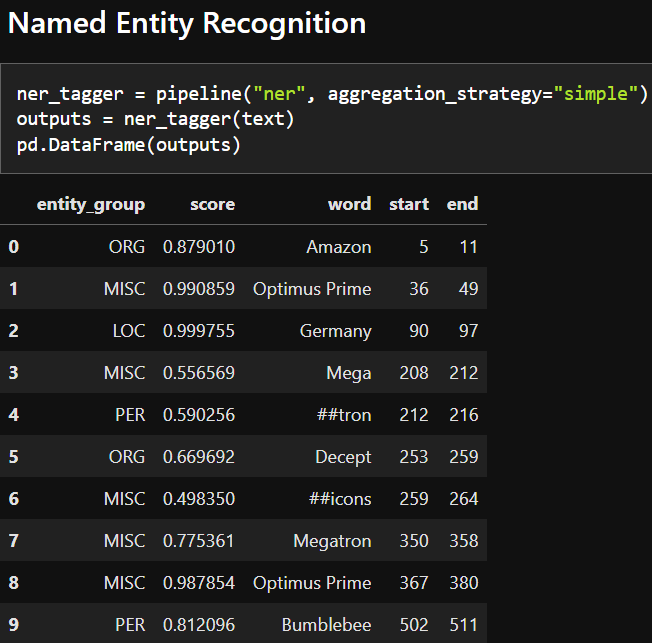 Named Entity Recognition
ner_tagger = pipeline("ner", aggregation_strategy="simple")
outputs = ner_tagger(text)
pd.DataFrame(outputs)
entity_group score word start end
0 ORG 0.879010 Amazon 5 11
1 MISC 0.990859 Optimus Prime 36 49
2 LOC 0.999755 Germany 90 97
3 MISC 0.556569 Mega 208 212
4 PER 0.590256 ##tron 212 216
5 ORG 0.669692 Decept 253 259
6 MISC 0.498350 ##icons 259 264
7 MISC 0.775361 Megatron 350 358
8 MISC 0.987854 Optimus Prime 367 380
9 PER 0.812096 Bumblebee 502 511